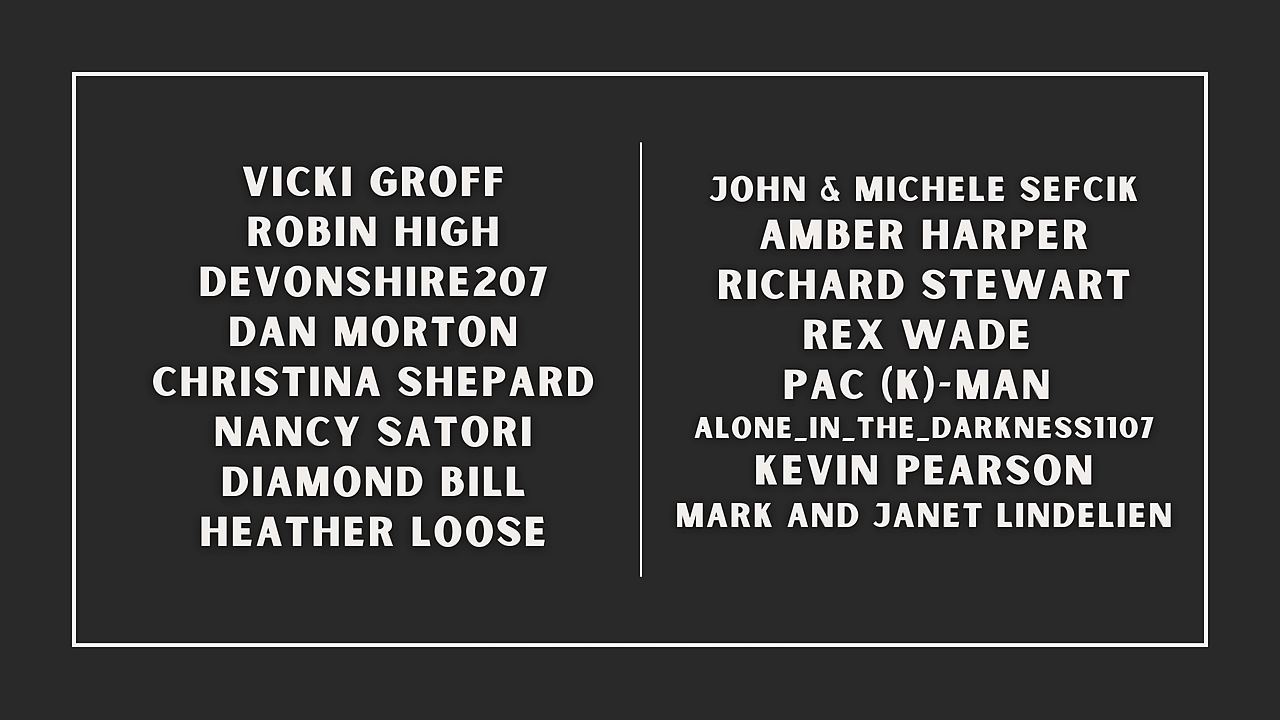 VICKI GROFF
ROBIN HIGH
DEVONSHIRE207
DAN MORTON
CHRISTINA SHEPARD
NANCY SATORI
DIAMOND BILL
HEATHER LOOSE
JOHN & MICHELE SEFCIK
AMBER HARPER
RICHARD STEWART
REX WADE
PAC (K)-MAN
ALONE_IN_THE_DARKNESS1107
KEVIN PEARSON
MARK AND JANET LINDELIEN